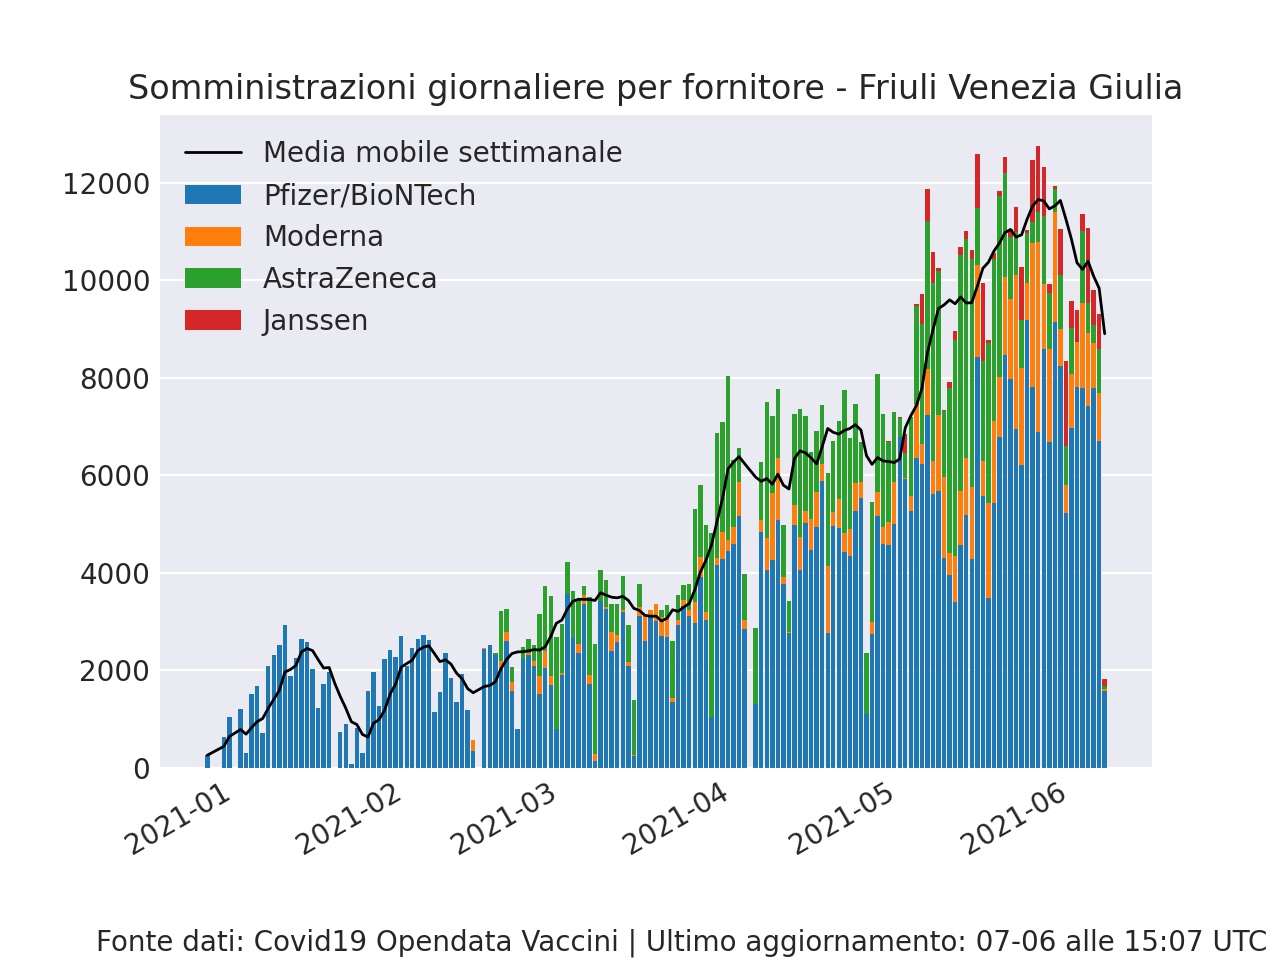 Somministrazioni giornaliere per fornitore - Friuli Venezia Giulia
Media mobile settimanale
Pfizer/BioNTech
Moderna
AstraZeneca
Janssen
12000
10000
8000
6000
4000
2000
0
2021-01
2021-02
2021-03
2021-04
2021-05
2021-06
Fonte dati: Covid19 Opendata Vaccini | Ultimo aggiornamento: 07-06 alle 15:07 UTC